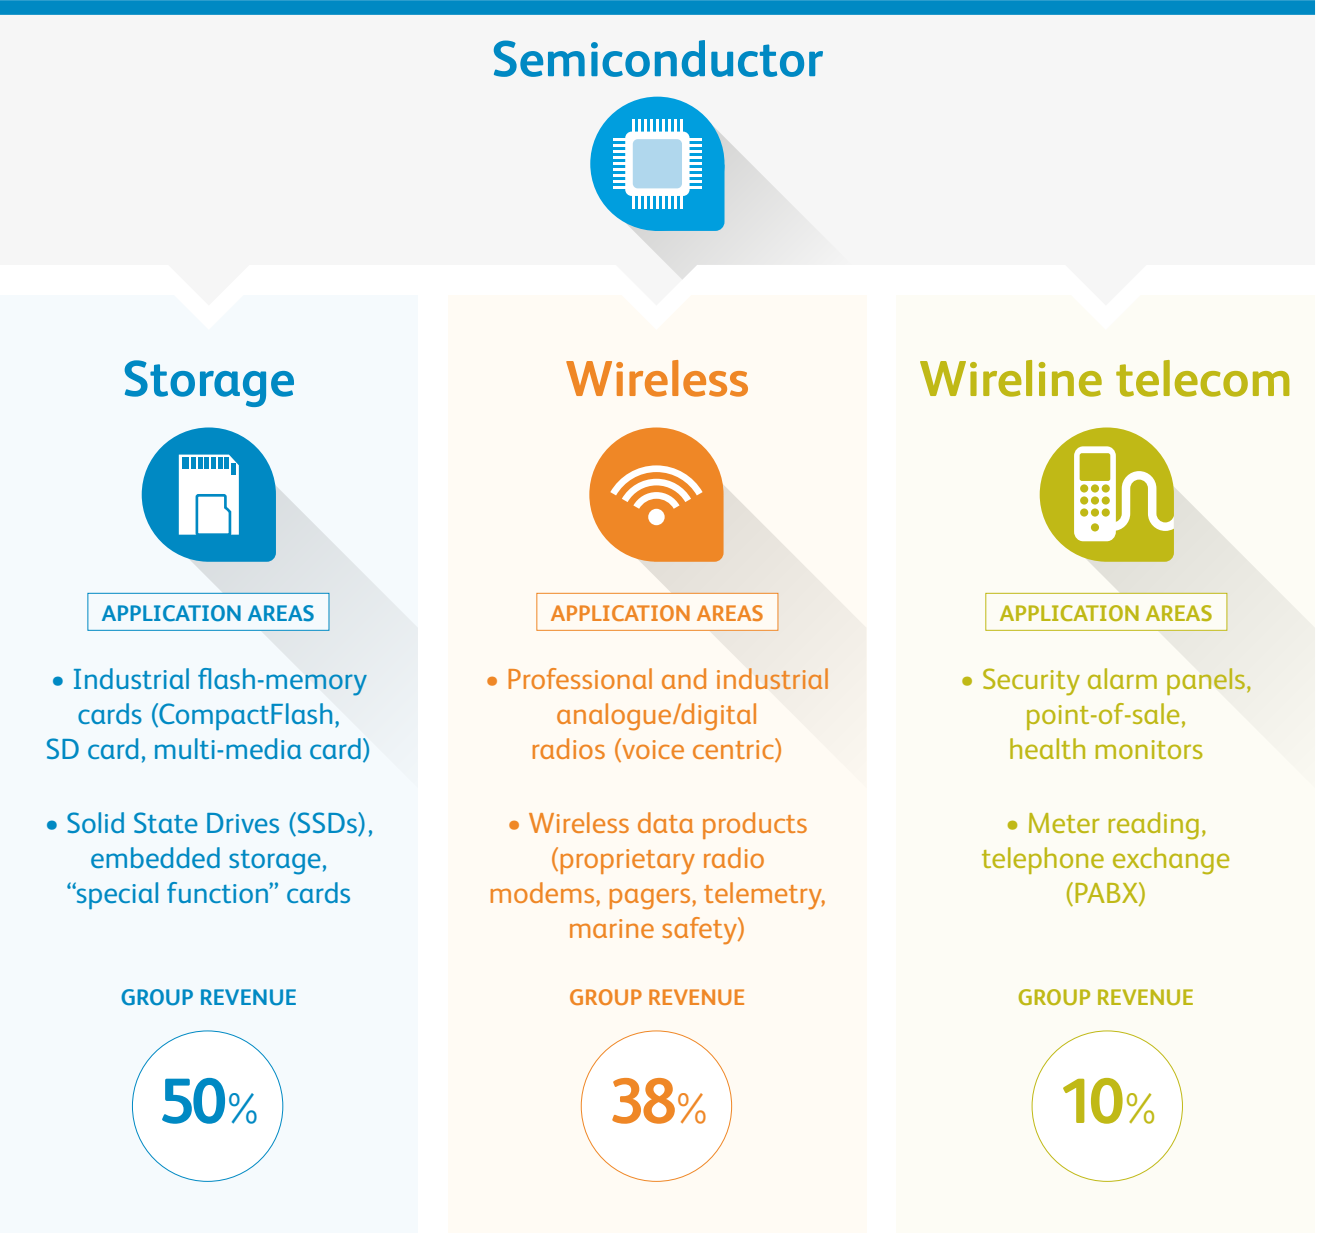 Semiconductor
Storage
APPLICATION AREAS
• Industrial flash-memory
cards (CompactFlash,
SD card, multi-media card)
• Solid State Drives (SSDs),
embedded storage,
“special function” cards
GROUP REVENUE
50%
Wireless
APPLICATION AREAS
• Professional and industrial
analogue/digital
radios (voice centric)
• Wireless data products
(proprietary radio
modems, pagers, telemetry,
marine safety)
GROUP REVENUE
38%
Wireline telecom
APPLICATION AREAS
• Security alarm panels,
point-of-sale,
health monitors
• Meter reading,
telephone exchange
(PABX)
GROUP REVENUE
10%